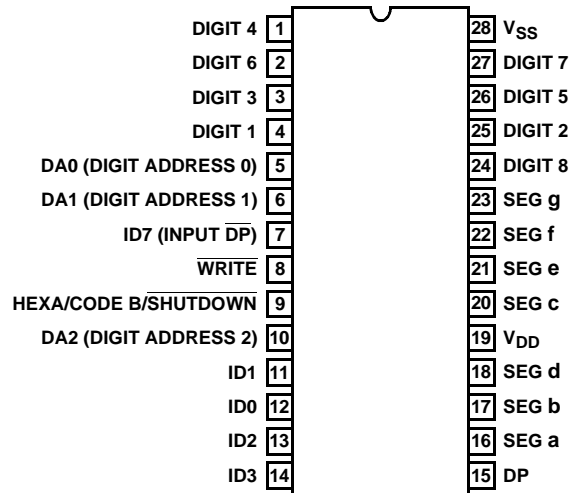 DIGIT 4 1 28 VSS
DIGIT 6 2 27 DIGIT 7
DIGIT 3 3 26 DIGIT 5
DIGIT 1 4 25 DIGIT 2
DA0 (DIGIT ADDRESS 0) 5 24 DIGIT 8
DA1 (DIGIT ADDRESS 1) 6 23 SEG g
ID7 (INPUT D̅P̅) 7 22 SEG f
W̅R̅I̅T̅E̅ 8 21 SEG e
HEXA/CODE B/S̅H̅U̅T̅D̅O̅W̅N̅ 9 20 SEG c
DA2 (DIGIT ADDRESS 2) 10 19 VDD
ID1 11 18 SEG d
ID0 12 17 SEG b
ID2 13 16 SEG a
ID3 14 15 DP